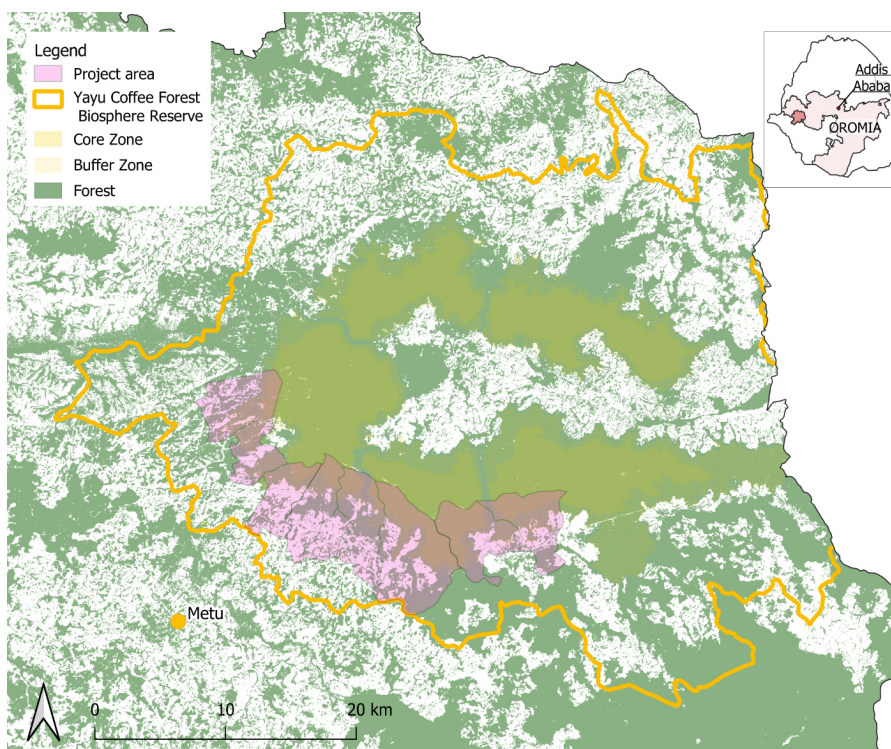 Legend
Project area
Yayu Coffee Forest
Biosphere Reserve
Core Zone
Buffer Zone
Forest
Addis
Ababa
OROMIA
Metu
0
10
20 km